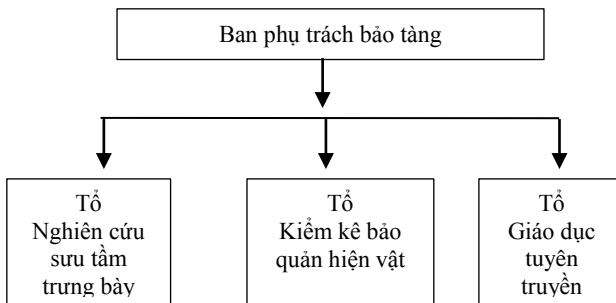 Ban phụ trách bảo tàng
Tổ
Nghiên cứu
sưu tầm
trưng bày
Tổ
Kiểm kê bảo
quản hiện vật
Tổ
Giáo dục
tuyên
truyền